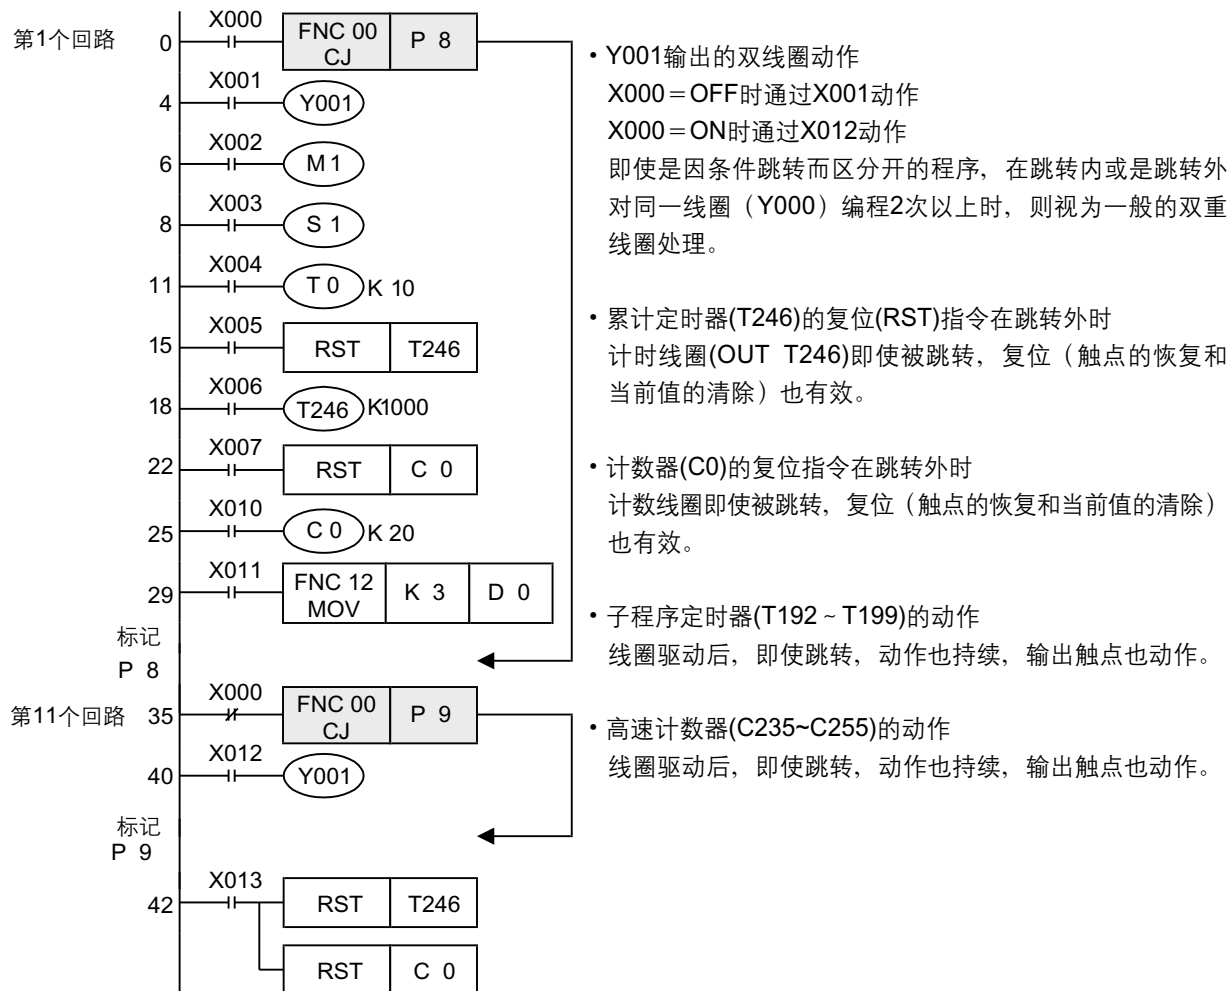 第1个回路 0 X000 FNC 00 CJ P 8
4 X001 Y001
6 X002 M 1
8 X003 S 1
11 X004 T 0 K 10
15 X005 RST T246
18 X006 T246 K1000
22 X007 RST C 0
25 X010 C 0 K 20
29 X011 FNC 12 MOV K 3 D 0
标记
P 8
第11个回路 35 X000 FNC 00 CJ P 9
40 X012 Y001
标记
P 9
42 X013 RST T246
RST C 0
・Y001输出的双线圈动作
X000＝OFF时通过X001动作
X000＝ON时通过X012动作
即使是因条件跳转而区分开的程序，在跳转内或是跳转外
对同一线圈（Y000）编程2次以上时，则视为一般的双重
线圈处理。
・累计定时器(T246)的复位(RST)指令在跳转外时
计时线圈(OUT T246)即使被跳转，复位（触点的恢复和
当前值的清除）也有效。
・计数器(C0)的复位指令在跳转外时
计数线圈即使被跳转，复位（触点的恢复和当前值的清除）
也有效。
・子程序定时器(T192～T199)的动作
线圈驱动后，即使跳转，动作也持续，输出触点也动作。
・高速计数器(C235~C255)的动作
线圈驱动后，即使跳转，动作也持续，输出触点也动作。